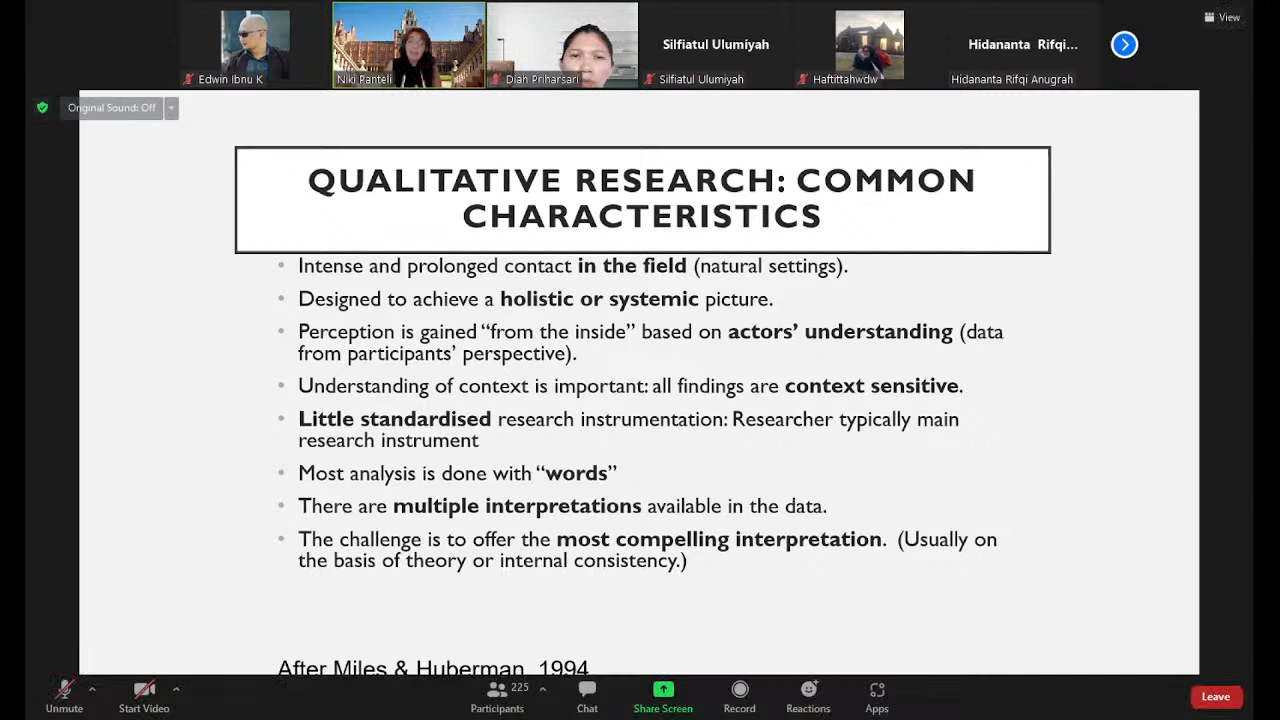 View
Silfiatul Ulumiyah
Hidananta Rifqi...
Edwin Ibnu K
Niki Panteli
Diah Priharsari
Silfiatul Ulumiyah
Hafittahwdw
Hidananta Rifqi Anugrah
Original Sound: Off
QUALITATIVE RESEARCH: COMMON
CHARACTERISTICS
• Intense and prolonged contact in the field (natural settings).
• Designed to achieve a holistic or systemic picture.
• Perception is gained “from the inside” based on actors’ understanding (data
from participants’ perspective).
• Understanding of context is important: all findings are context sensitive.
• Little standardised research instrumentation: Researcher typically main
research instrument
• Most analysis is done with “words”
• There are multiple interpretations available in the data.
• The challenge is to offer the most compelling interpretation. (Usually on
the basis of theory or internal consistency.)
After Miles & Huberman, 1994
Unmute
Start Video
225
Participants
Chat
Share Screen
Record
Reactions
Apps
Leave